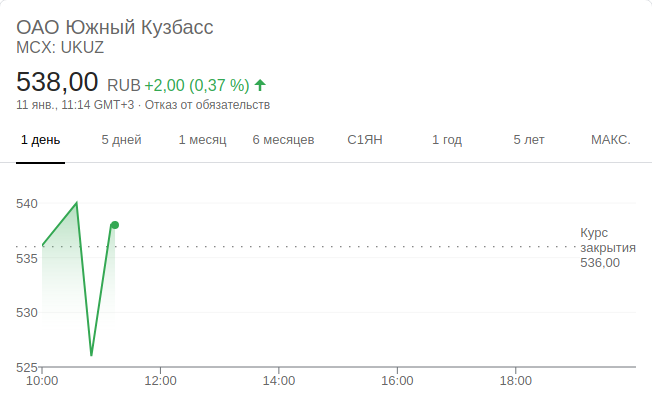 ОАО Южный Кузбасс
MCX: UKUZ
538,00 RUB +2,00 (0,37 %)
11 янв., 11:14 GMT+3 · Отказ от обязательств
1 день 5 дней 1 месяц 6 месяцев С1ЯН 1 год 5 лет МАКС.
540
535
530
525
Курс
закрытия
536,00
10:00 12:00 14:00 16:00 18:00